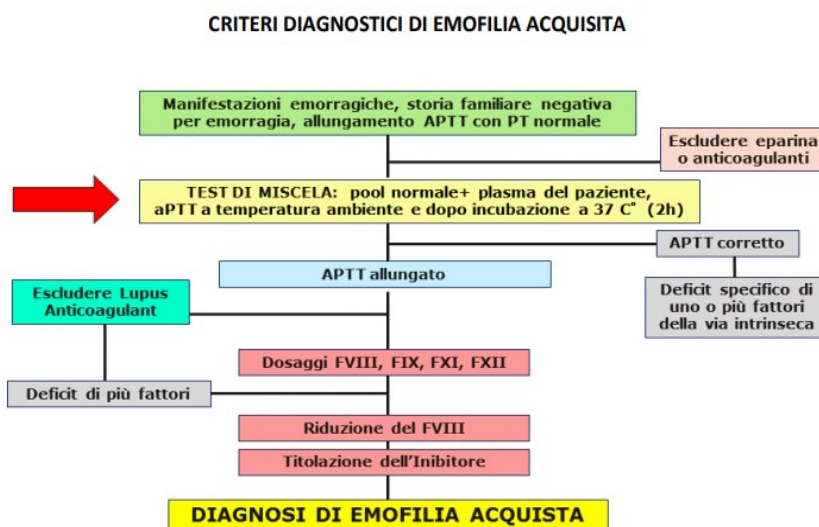 CRITERI DIAGNOSTICI DI EMOFILIA ACQUISITA
Manifestazioni emorragiche, storia familiare negativa
per emorragia, allungamento APTT con PT normale
Escludere eparina
o anticoagulanti
TEST DI MISCELA: pool normale+ plasma del paziente,
aPTT a temperatura ambiente e dopo incubazione a 37 C° (2h)
APTT corretto
APTT allungato
Deficit specifico di
uno o più fattori
della via intrinseca
Escludere Lupus
Anticoagulant
Dosaggi FVIII, FIX, FXI, FXII
Deficit di più fattori
Riduzione del FVIII
Titolazione dell'Inibitore
DIAGNOSI DI EMOFILIA ACQUISTA